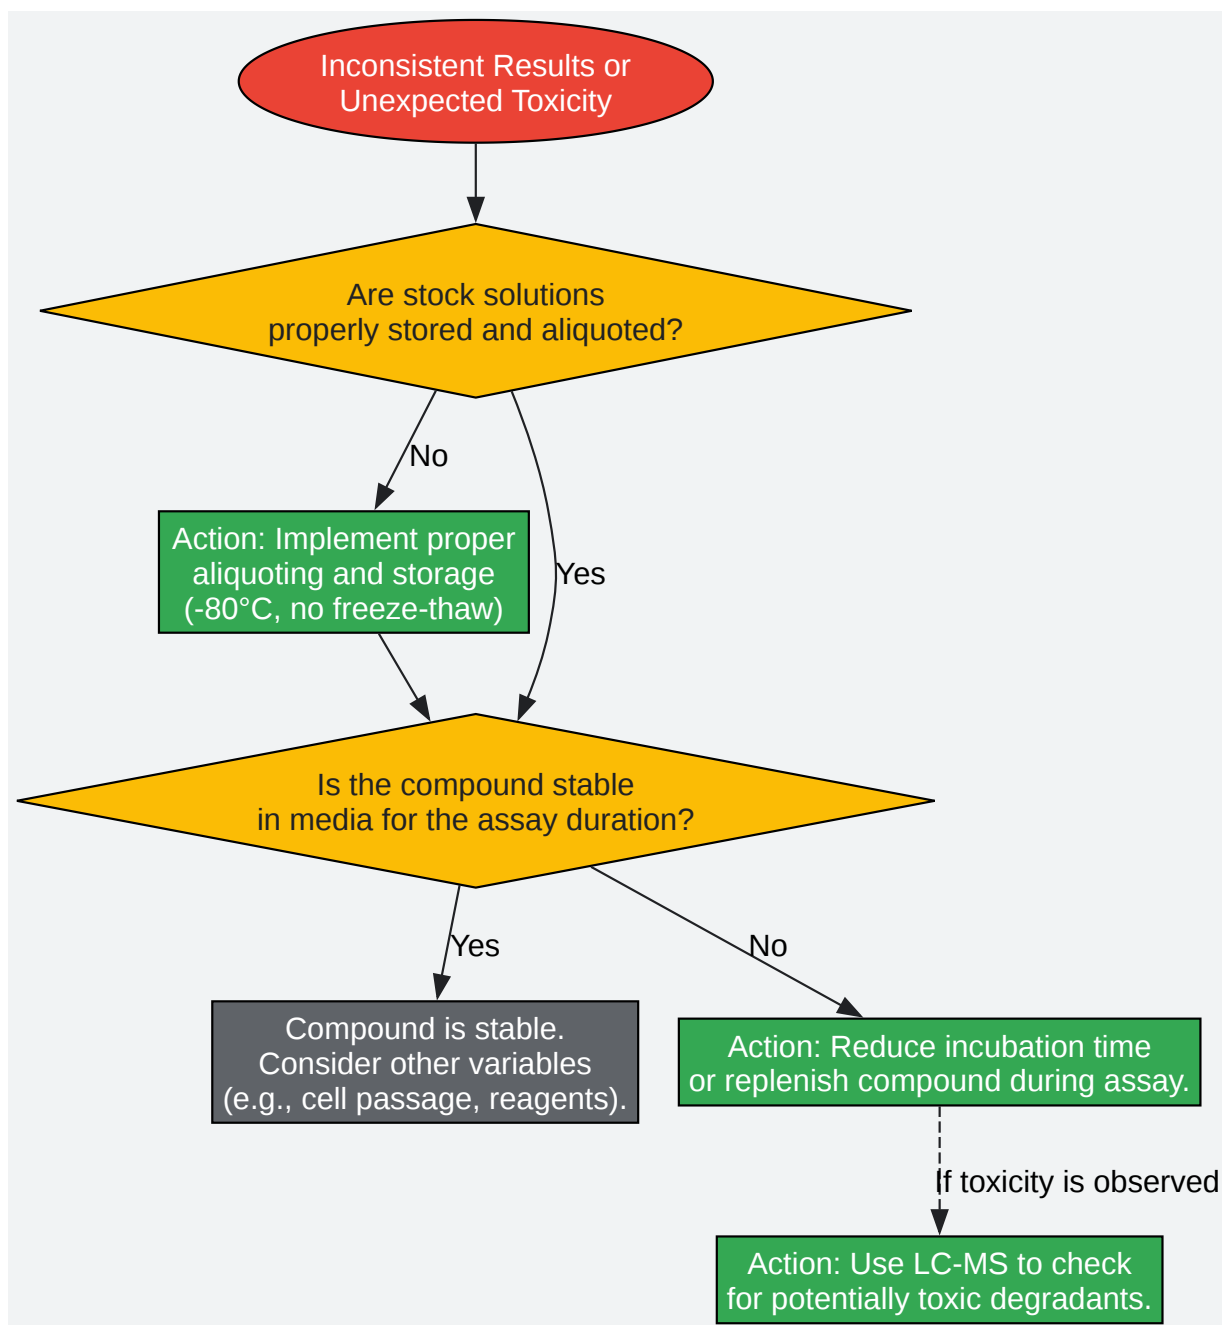 Inconsistent Results or
Unexpected Toxicity
Are stock solutions
properly stored and aliquoted?
No
Action: Implement proper
aliquoting and storage
(-80°C, no freeze-thaw)
Yes
Is the compound stable
in media for the assay duration?
Yes
No
Compound is stable.
Consider other variables
(e.g., cell passage, reagents).
Action: Reduce incubation time
or replenish compound during assay.
If toxicity is observed
Action: Use LC-MS to check
for potentially toxic degradants.